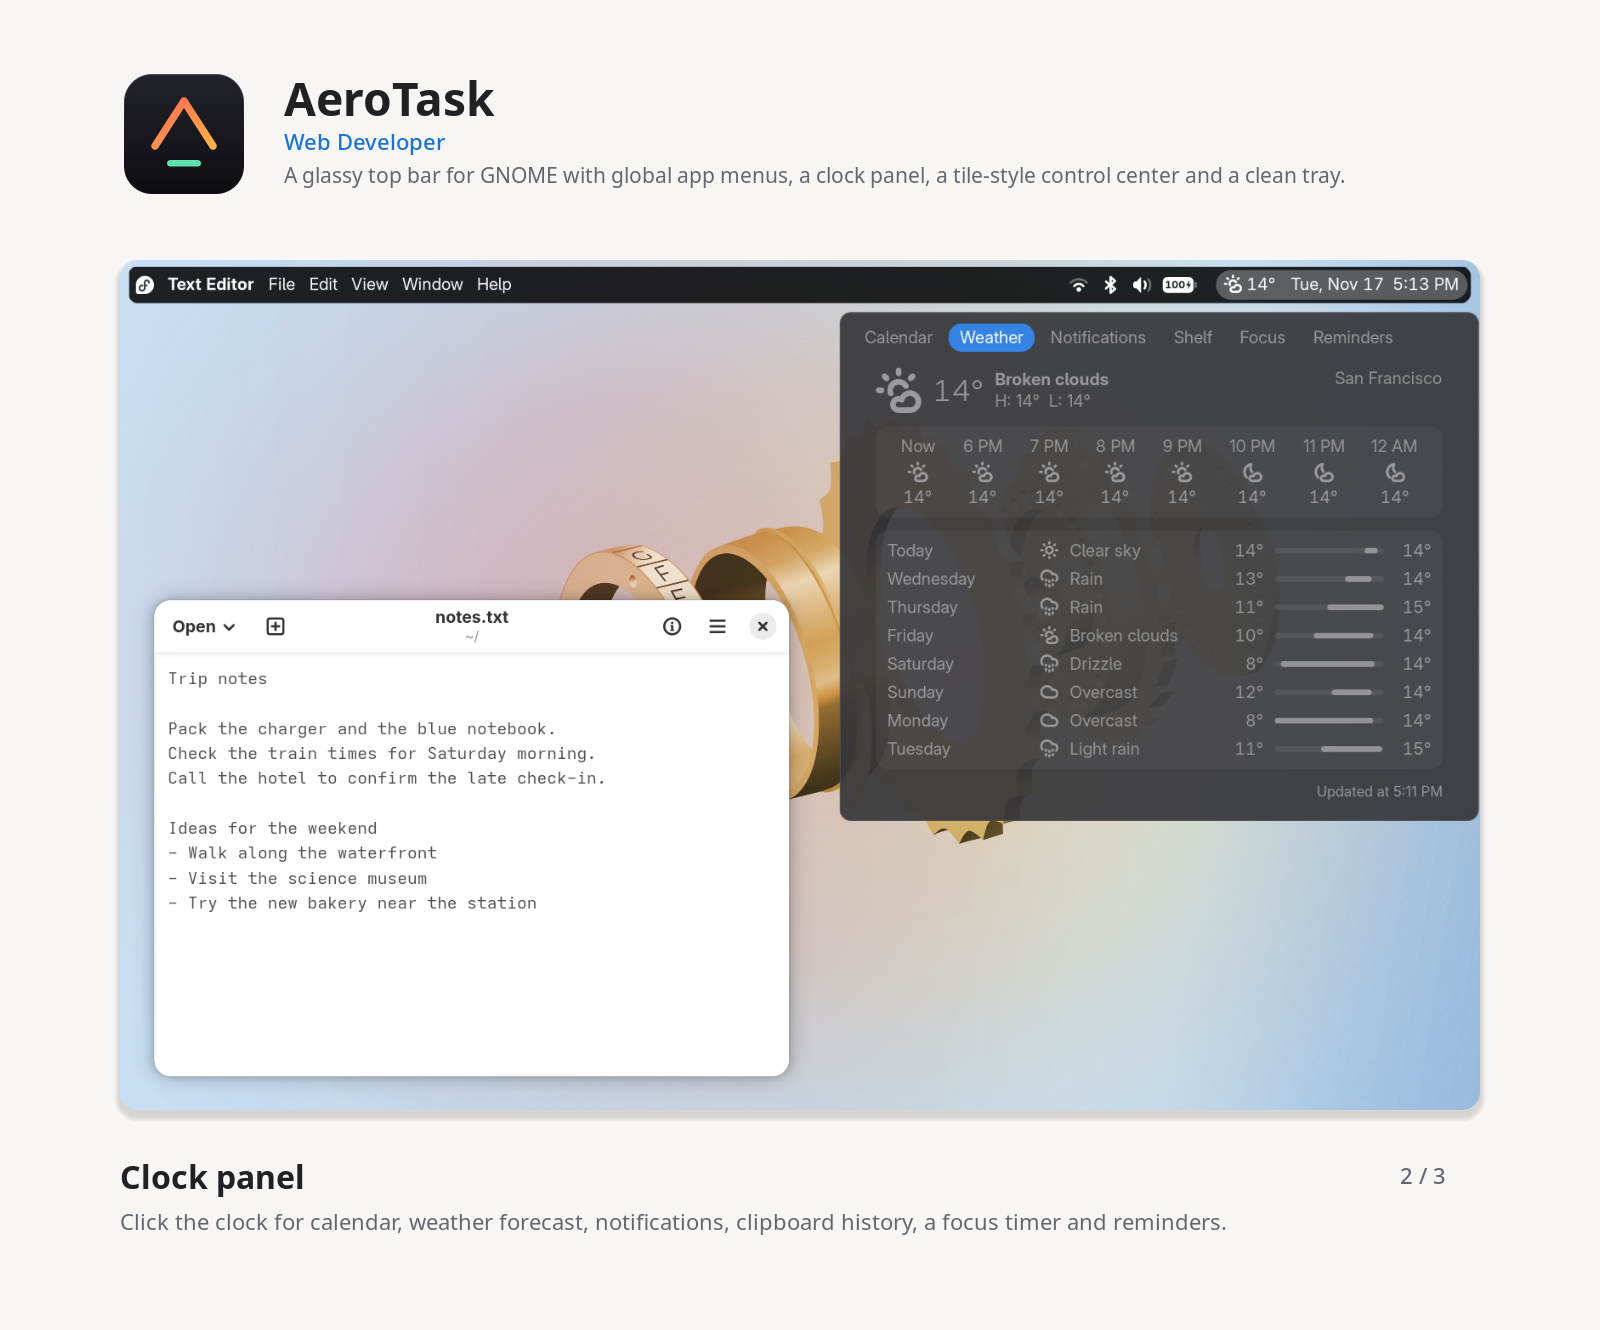 AeroTask
Web Developer
A glassy top bar for GNOME with global app menus, a clock panel, a tile-style control center and a clean tray.
Text Editor File Edit View Window Help 100 14° Tue, Nov 17 5:13 PM
Calendar Weather Notifications Shelf Focus Reminders
14° Broken clouds San Francisco
H: 14° L: 14°
Now 6 PM 7 PM 8 PM 9 PM 10 PM 11 PM 12 AM
14° 14° 14° 14° 14° 14° 14° 14°
Today Clear sky 14° 14°
Wednesday Rain 13° 14°
Thursday Rain 11° 15°
Friday Broken clouds 10° 14°
Saturday Drizzle 8° 14°
Sunday Overcast 12° 14°
Monday Overcast 8° 14°
Tuesday Light rain 11° 15°
Updated at 5:11 PM
G F
Open notes.txt
~/
Trip notes
Pack the charger and the blue notebook.
Check the train times for Saturday morning.
Call the hotel to confirm the late check-in.
Ideas for the weekend
- Walk along the waterfront
- Visit the science museum
- Try the new bakery near the station
Clock panel 2 / 3
Click the clock for calendar, weather forecast, notifications, clipboard history, a focus timer and reminders.